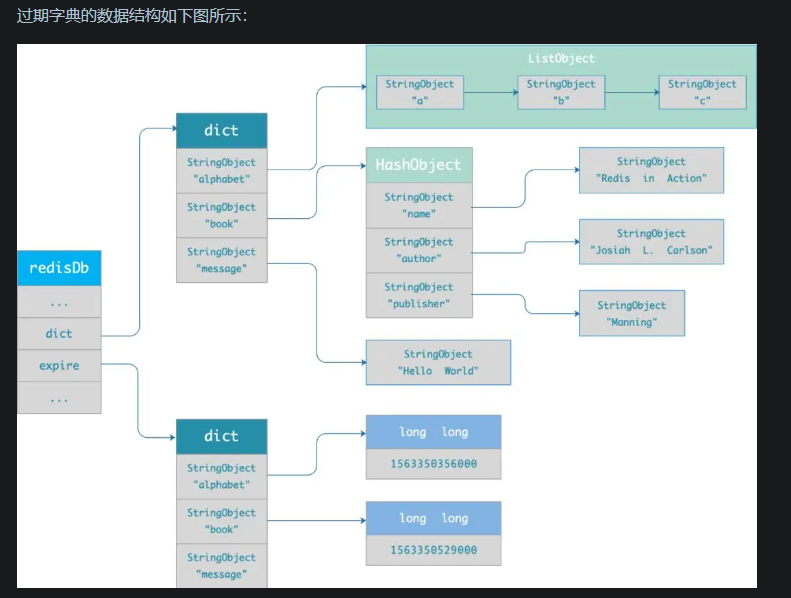 过期字典的数据结构如下图所示：
ListObject
StringObject
"a"
StringObject
"b"
StringObject
"c"
dict
StringObject
"alphabet"
StringObject
"book"
StringObject
"message"
HashObject
StringObject
"name"
StringObject
"author"
StringObject
"publisher"
StringObject
"Redis in Action"
StringObject
"Josiah L. Carlson"
StringObject
"Manning"
StringObject
"Hello World"
redisDb
...
dict
expire
...
dict
StringObject
"alphabet"
StringObject
"book"
StringObject
"message"
long long
1563350356000
long long
1563350529000